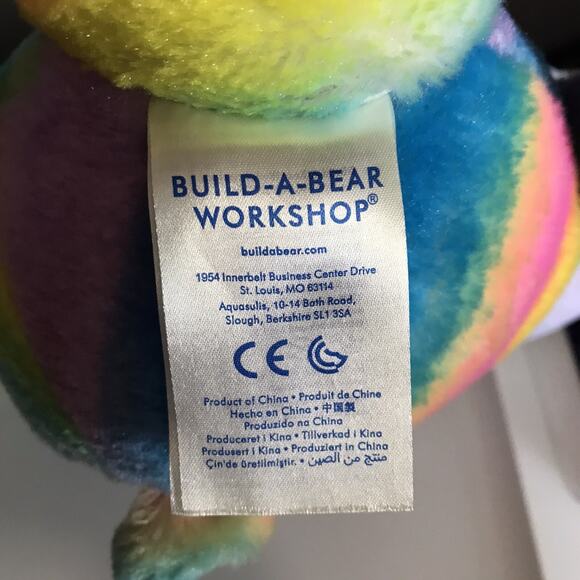 BUILD-A-BEAR
WORKSHOP®
buildabear.com
1954 Innerbelt Business Center Drive
St. Louis, MO 63114
Aquasulis, 10-14 Bath Road,
Slough, Berkshire SL1 3SA
CE
Product of China • Produit de Chine
Hecho en China • 中国製
Produzido na China
Produceret i Kina • Tillverkad i Kina
Produsert i Kina • Produziert in China
Çin'de üretilmiştir. • منتج من الصين